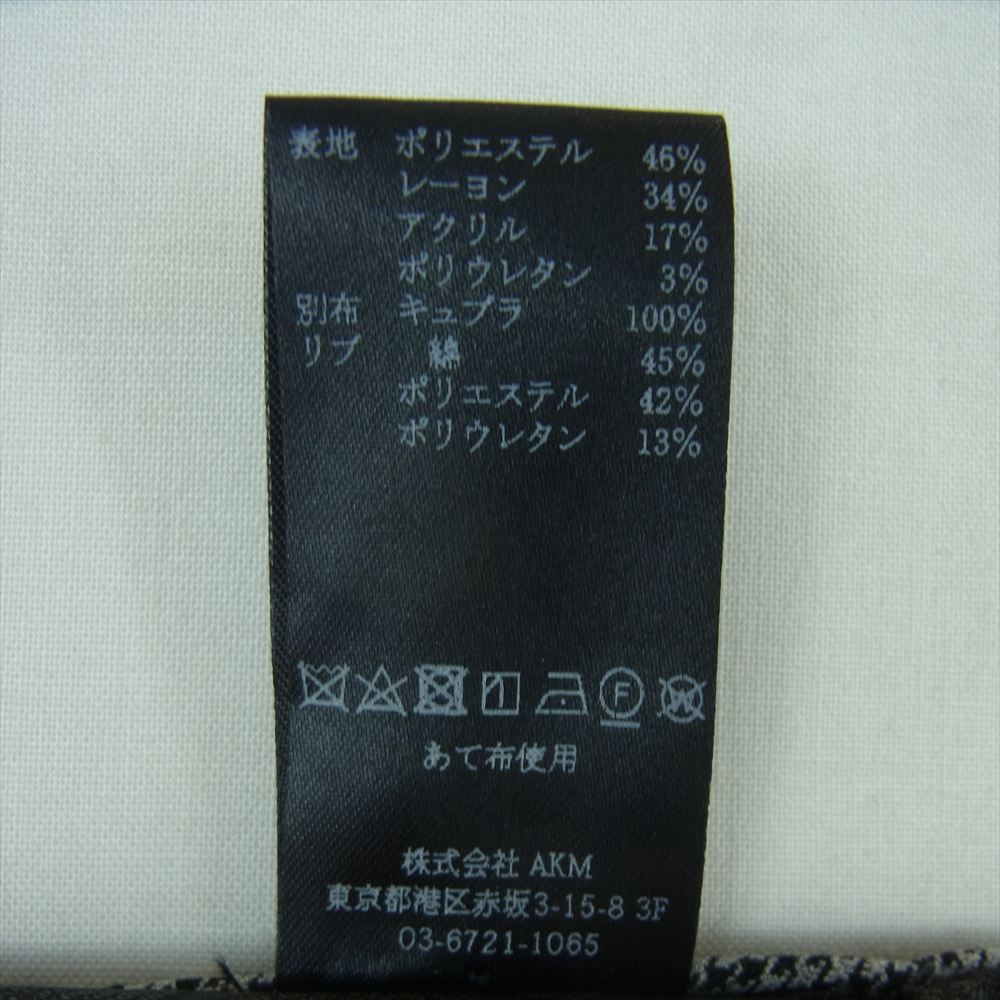 表地 ポリエステル 46%
レーヨン 34%
アクリル 17%
ポリウレタン 3%
別布 キュプラ 100%
リブ 綿 45%
ポリエステル 42%
ポリウレタン 13%
F W
あて布使用
株式会社 AKM
東京都港区赤坂3-15-8 3F
03-6721-1065